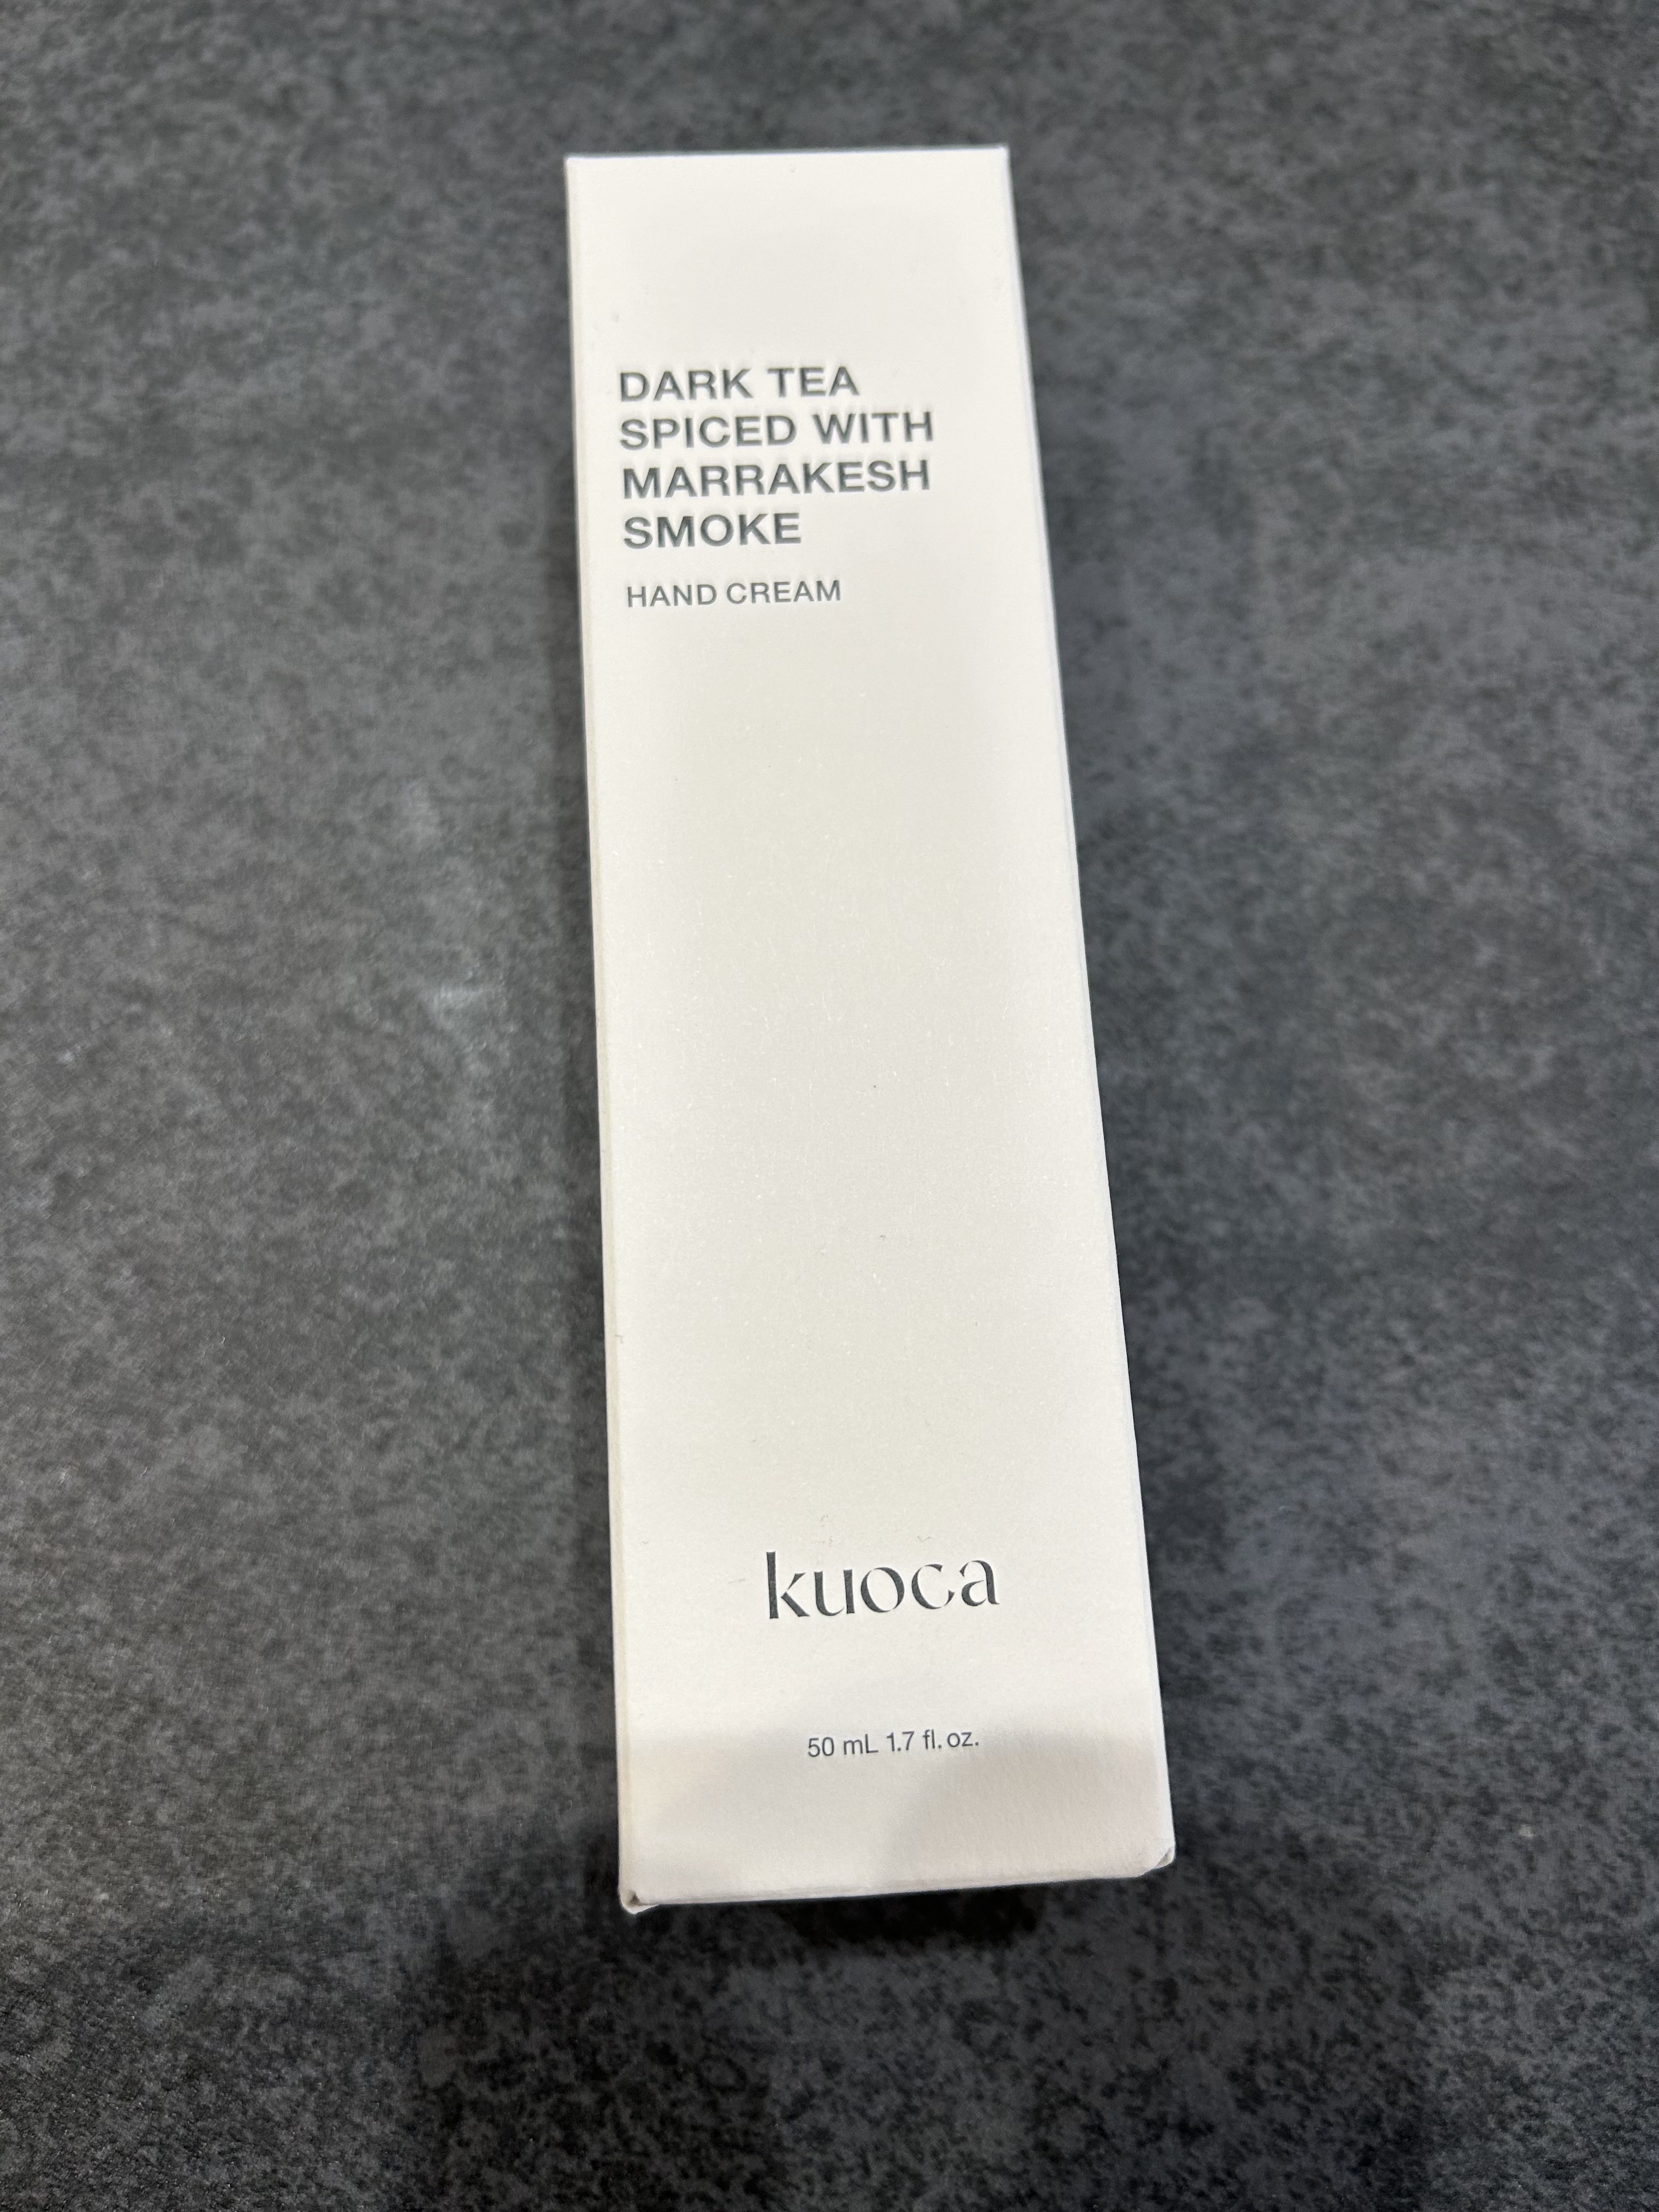 DARK TEA
SPICED WITH
MARRAKESH
SMOKE
HAND CREAM
kuoca
50 mL 1.7 fl. oz.